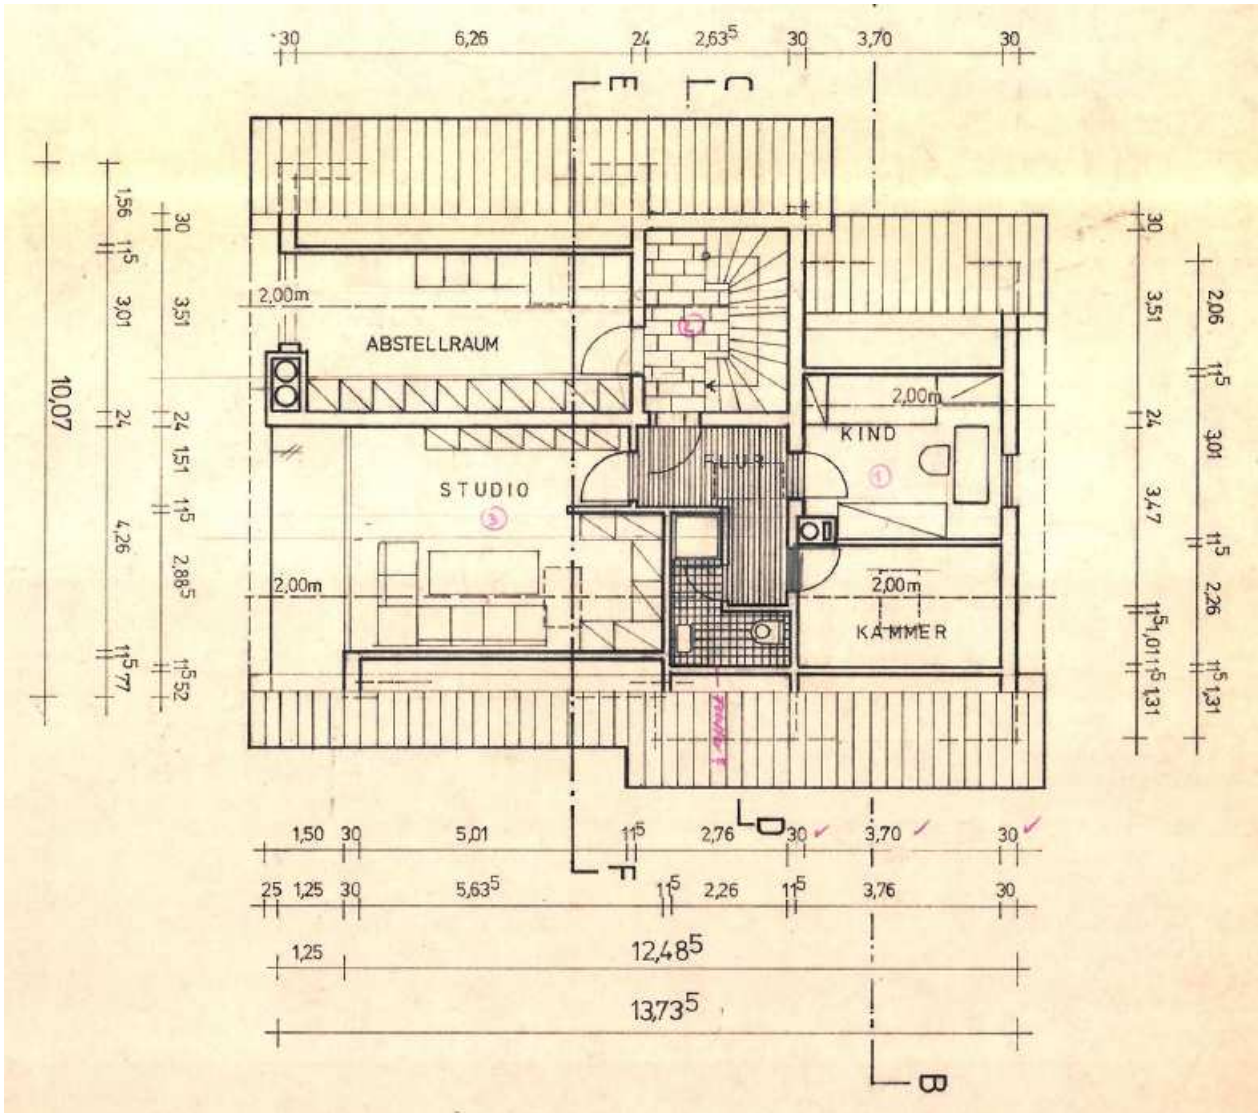 30 6,26 24 2,63⁵ 30 3,70 30
E C
10,07
1,56 11⁵ 3,01 24 4,26 11⁵ 77
30 3,51 24 1,51 11⁵ 2,88⁵ 11⁵ 52
2,00m
ABSTELLRAUM
2
2,00m
KIND
1
FLUR
STUDIO
3
2,00m
2,00m
KAMMER
30 3,51 24 3,47 11⁵ 1,01 11⁵ 1,31
2,06 11⁵ 3,01 11⁵ 2,26 11⁵ 1,31
D
1,50 30 5,01 11⁵ 2,76 30 3,70 30
F
25 1,25 30 5,63⁵ 11⁵ 2,26 11⁵ 3,76 30
1,25 12,48⁵
13,73⁵
B